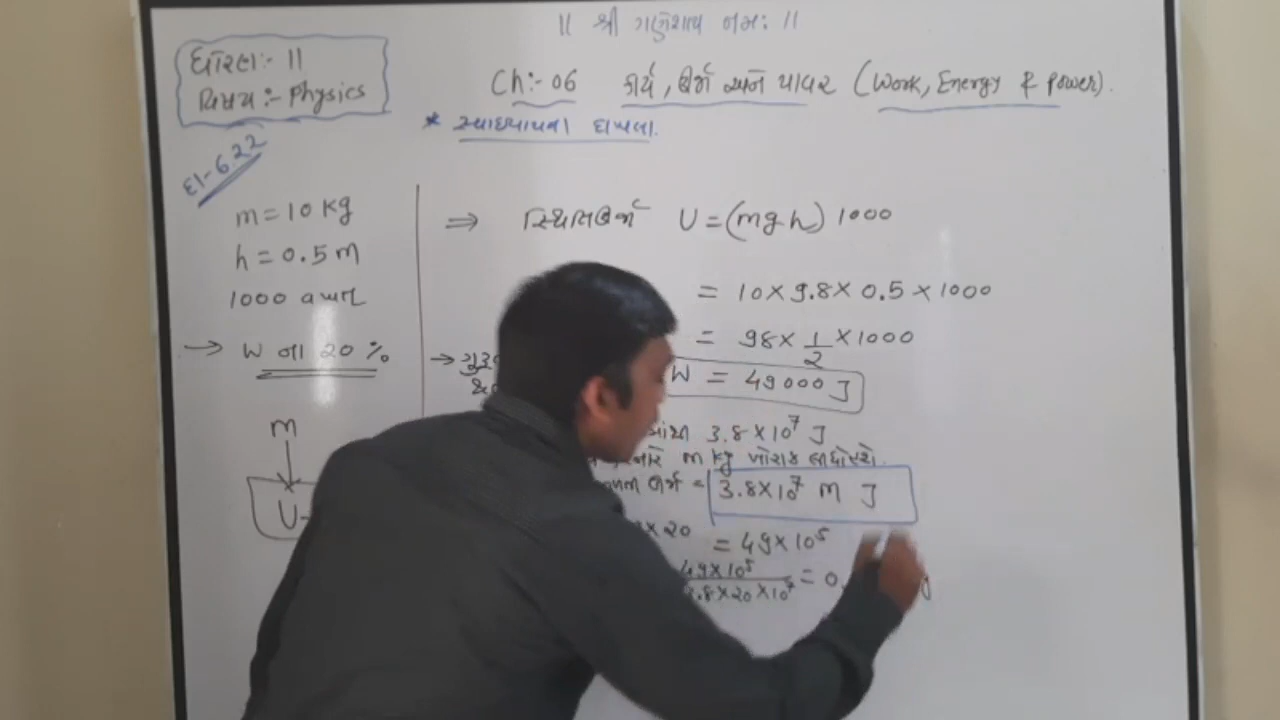 || શ્રી ગણેશાય નમઃ ||
ધોરણ:- 11
વિષય :- Physics
Ch:- 06 કાર્ય, ઊર્જા અને પાવર (Work, Energy & Power).
* સ્વાધ્યાયના દાખલા.
દા-6.22
m = 10 kg
h = 0.5 m
1000 વખત
→ W ના 20 %
m
U
⇒ સ્થિતિઊર્જા U = (mgh) 1000
= 10 × 9.8 × 0.5 × 1000
= 98 × 1/2 × 1000
W = 49000 J
3.8 × 10⁷ J
m kg ખોરાક
ઊર્જા = 3.8 × 10⁷ m J
× 20 = 49 × 10⁵
49 × 10⁵ / 3.8 × 20 × 10⁷ = 0.